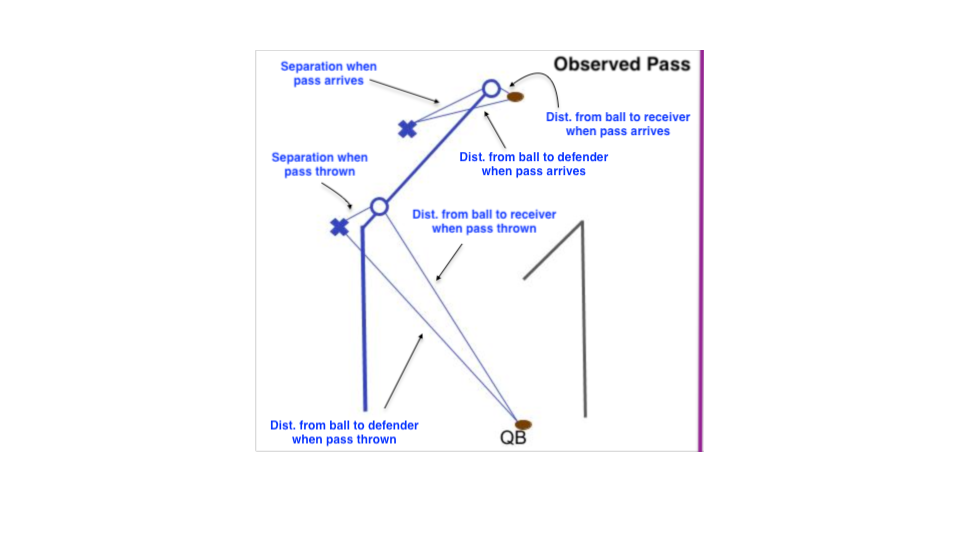 Observed Pass
Separation when
pass arrives
Dist. from ball to receiver
when pass arrives
Dist. from ball to defender
when pass arrives
Separation when
pass thrown
Dist. from ball to receiver
when pass thrown
Dist. from ball to defender
when pass thrown
QB